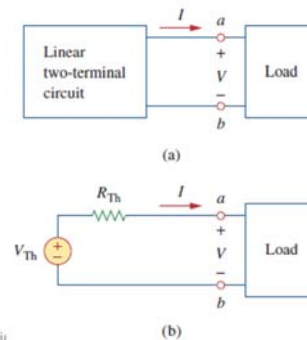 I
a
Linear
two-terminal
circuit
+
V
−
Load
b
(a)
R_Th
I
a
V_Th
+
−
+
V
−
Load
b
(b)